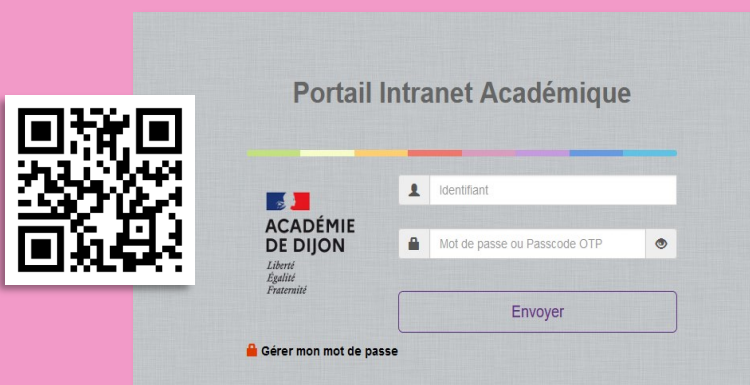 Portail Intranet Académique
Identifiant
ACADÉMIE
DE DIJON
Liberté
Égalité
Fraternité
Mot de passe ou Passcode OTP
Envoyer
Gérer mon mot de passe